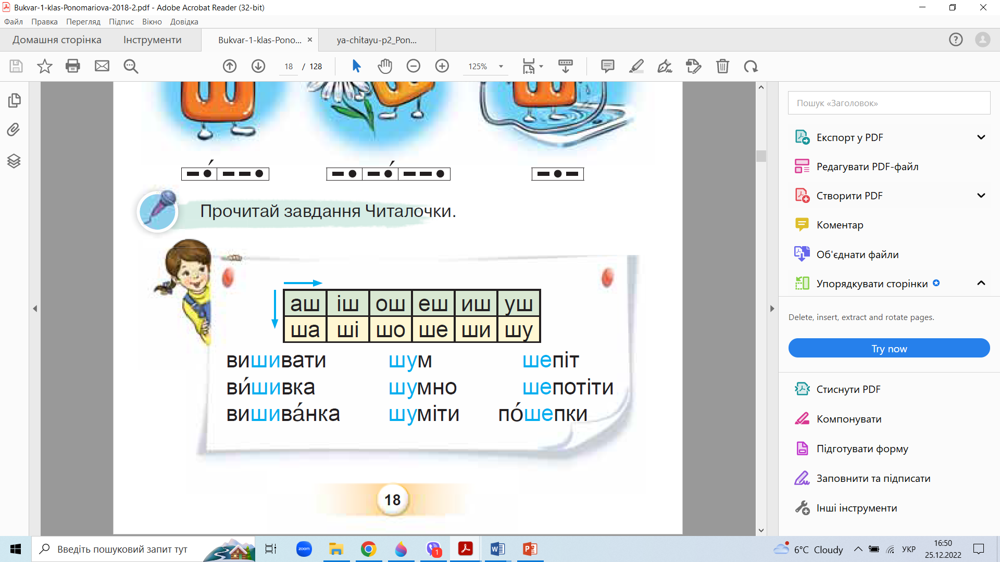 Bukvar-1-klas-Ponomariova-2018-2.pdf - Adobe Acrobat Reader (32-bit)
Файл Правка Перегляд Підпис Вікно Довідка
Домашня сторінка Інструменти Bukvar-1-klas-Pono... ya-chitayu-p2_Pon...
18 / 128 125%
Ш Ш Ш
Прочитай завдання Читалочки.
аш іш ош еш иш уш
ша ші шо ше ши шу
вишивати шум шепіт
ви́шивка шумно шепотіти
вишива́нка шуміти по́шепки
18
Пошук «Заголовок»
Експорт у PDF
Редагувати PDF-файл
Створити PDF
Коментар
Об'єднати файли
Упорядкувати сторінки
Delete, insert, extract and rotate pages.
Try now
Стиснути PDF
Компонувати
Підготувати форму
Заповнити та підписати
Інші інструменти
Введіть пошуковий запит тут
zoom
1
6°C Cloudy
УКР
16:50
25.12.2022